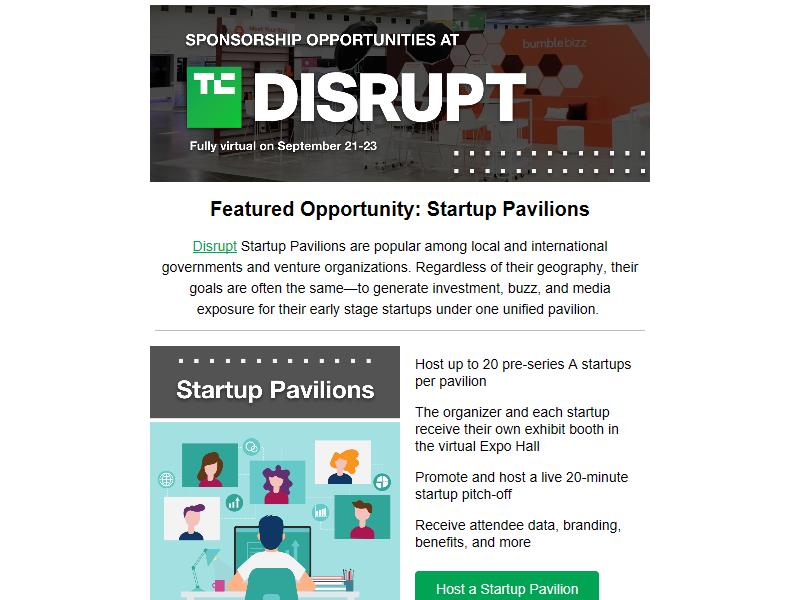 SPONSORSHIP OPPORTUNITIES AT
bumblebizz
TC DISRUPT
Fully virtual on September 21-23
Featured Opportunity: Startup Pavilions
Disrupt Startup Pavilions are popular among local and international
governments and venture organizations. Regardless of their geography, their
goals are often the same—to generate investment, buzz, and media
exposure for their early stage startups under one unified pavilion.
Startup Pavilions
Host up to 20 pre-series A startups
per pavilion
The organizer and each startup
receive their own exhibit booth in
the virtual Expo Hall
Promote and host a live 20-minute
startup pitch-off
Receive attendee data, branding,
benefits, and more
Host a Startup Pavilion